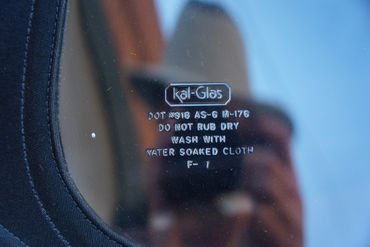 kal-Glas
DOT #918 AS-6 M-176
DO NOT RUB DRY
WASH WITH
WATER SOAKED CLOTH
F- 1